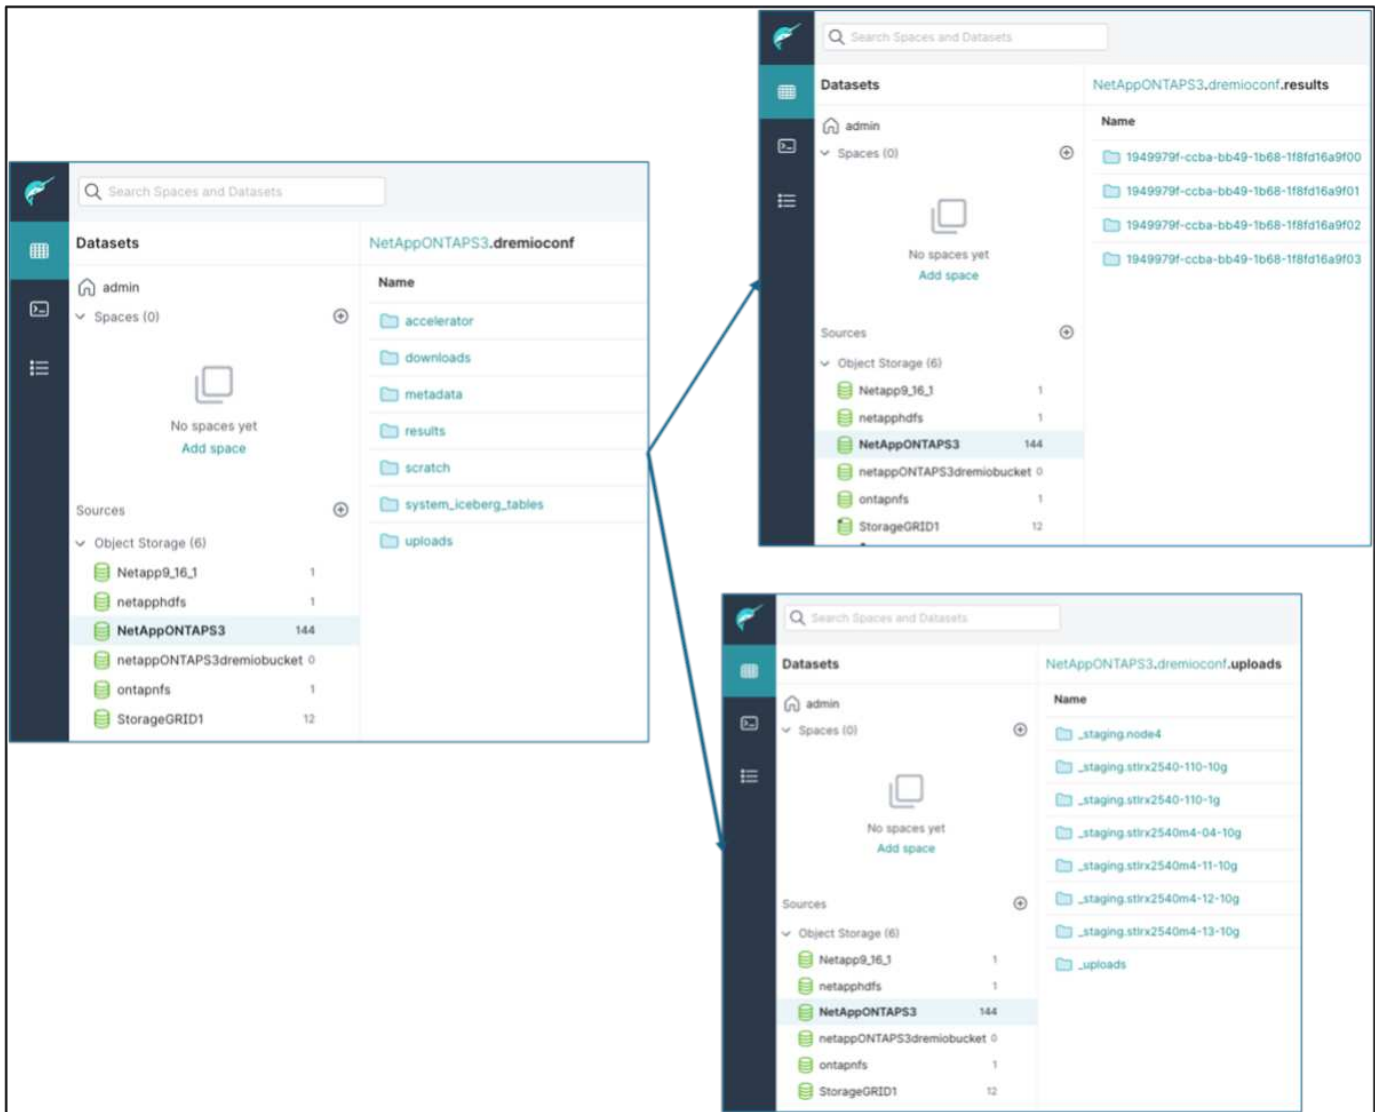 Search Spaces and Datasets
Datasets
NetAppONTAPS3.dremioconf
admin
Name
Spaces (0)
accelerator
downloads
metadata
results
scratch
system_iceberg_tables
uploads
No spaces yet
Add space
Sources
Object Storage (6)
Netapp9_16_1 1
netapphdfs 1
NetAppONTAPS3 144
netappONTAPS3dremiobucket 0
ontapnfs 1
StorageGRID1 12
Search Spaces and Datasets
Datasets
NetAppONTAPS3.dremioconf.results
admin
Name
Spaces (0)
1949979f-ccba-bb49-1b68-1f8fd16a9f00
1949979f-ccba-bb49-1b68-1f8fd16a9f01
1949979f-ccba-bb49-1b68-1f8fd16a9f02
1949979f-ccba-bb49-1b68-1f8fd16a9f03
No spaces yet
Add space
Sources
Object Storage (6)
Netapp9_16_1 1
netapphdfs 1
NetAppONTAPS3 144
netappONTAPS3dremiobucket 0
ontapnfs 1
StorageGRID1 12
Search Spaces and Datasets
Datasets
NetAppONTAPS3.dremioconf.uploads
admin
Name
Spaces (0)
_staging.node4
_staging.stlrx2540-110-10g
_staging.stlrx2540-110-1g
_staging.stlrx2540m4-04-10g
_staging.stlrx2540m4-11-10g
_staging.stlrx2540m4-12-10g
_staging.stlrx2540m4-13-10g
_uploads
No spaces yet
Add space
Sources
Object Storage (6)
Netapp9_16_1 1
netapphdfs 1
NetAppONTAPS3 144
netappONTAPS3dremiobucket 0
ontapnfs 1
StorageGRID1 12